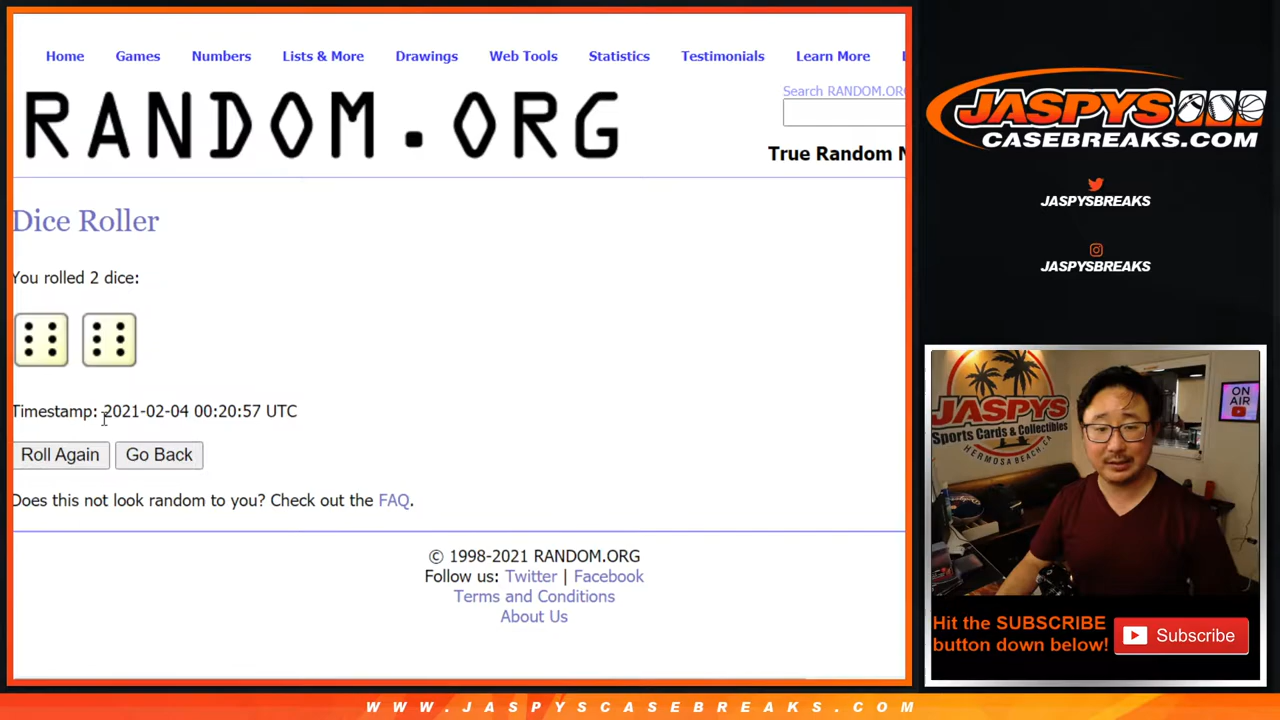 Home Games Numbers Lists & More Drawings Web Tools Statistics Testimonials Learn More
Search RANDOM.ORG
RANDOM.ORG
True Random N
Dice Roller
You rolled 2 dice:
Timestamp: 2021-02-04 00:20:57 UTC
Roll Again Go Back
Does this not look random to you? Check out the FAQ.
© 1998-2021 RANDOM.ORG
Follow us: Twitter | Facebook
Terms and Conditions
About Us
JASPYS
CASEBREAKS.COM
JASPYSBREAKS
JASPYSBREAKS
JASPYS
Sports Cards & Collectibles
HERMOSA BEACH, CA
ON
AIR
Hit the SUBSCRIBE
button down below!
Subscribe
WWW.JASPYSCASEBREAKS.COM